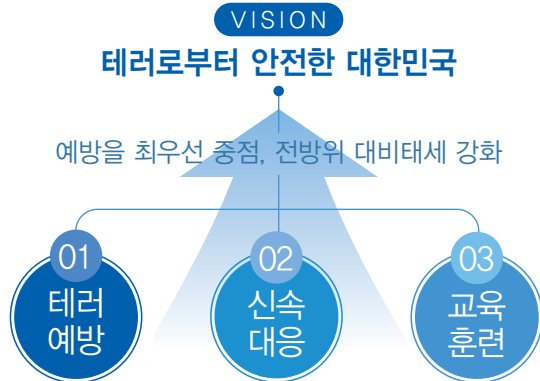 VISION
테러로부터 안전한 대한민국
예방을 최우선 중점, 전방위 대비태세 강화
01
테러
예방
02
신속
대응
03
교육
훈련